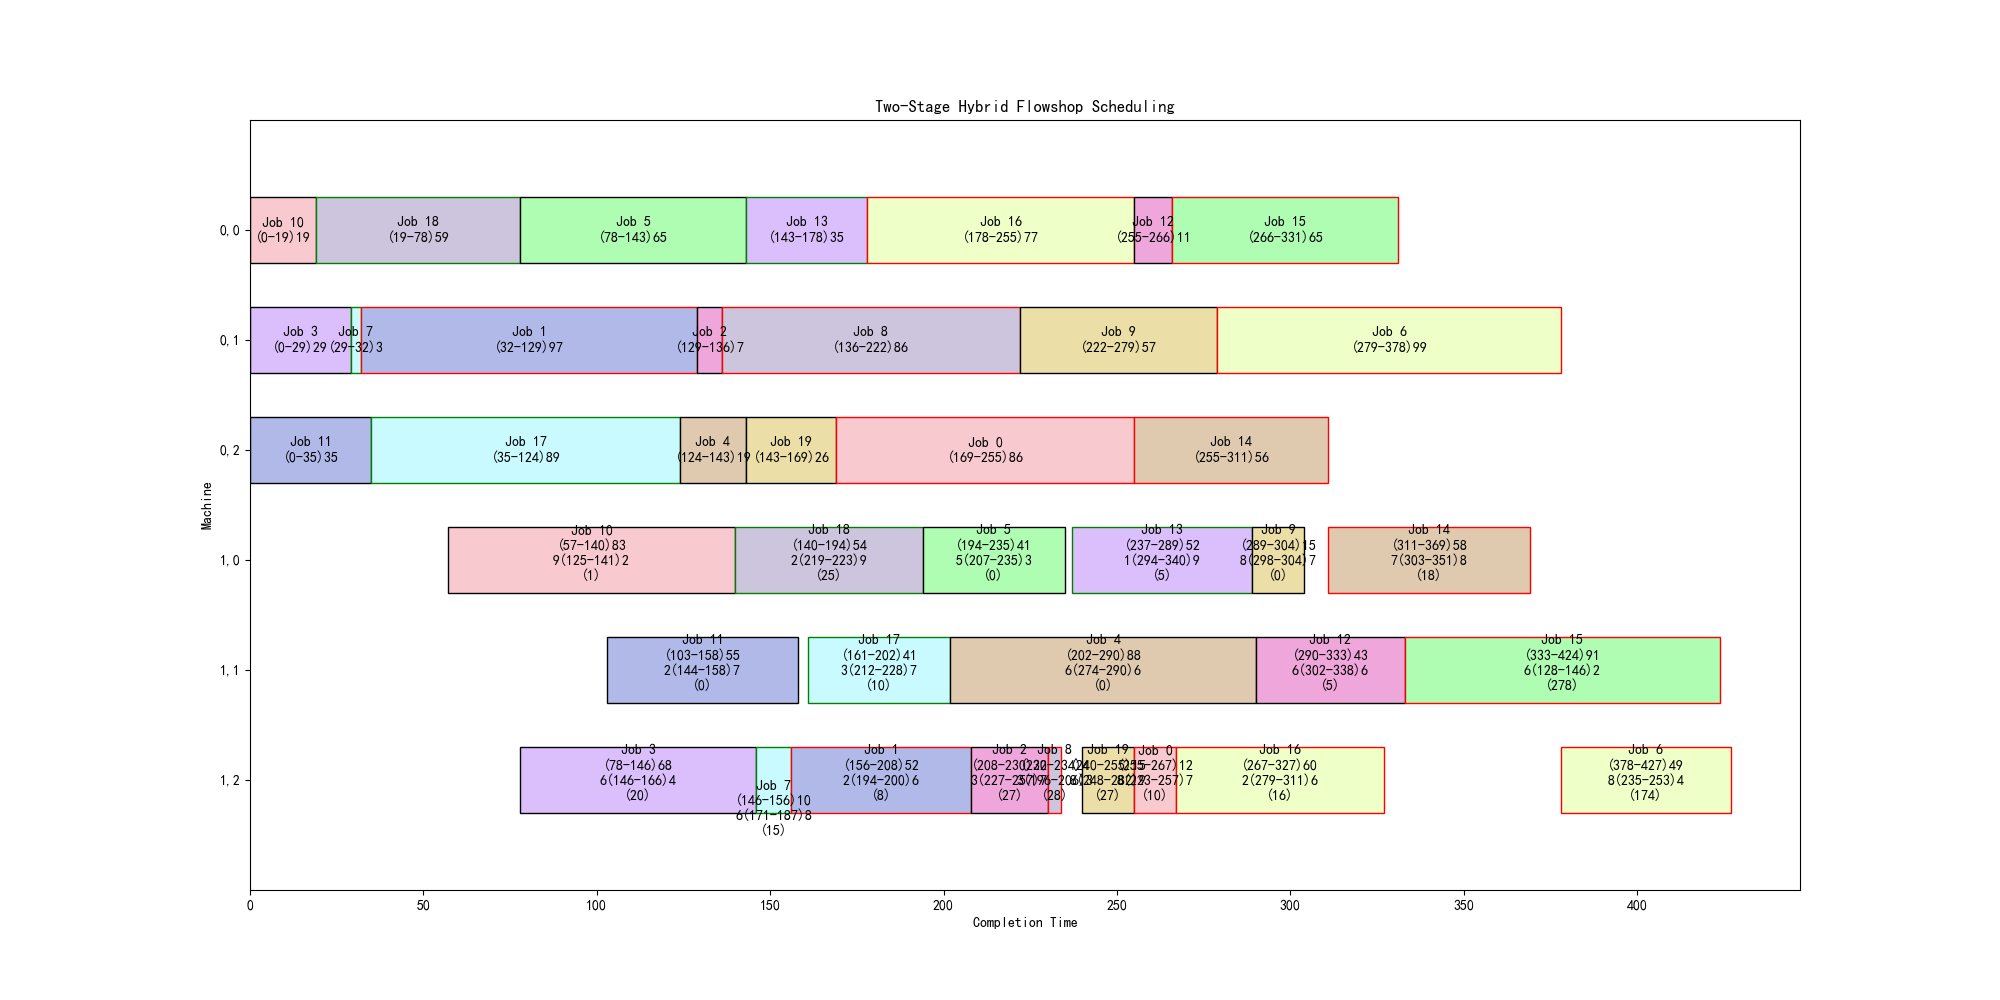 Two-Stage Hybrid Flowshop Scheduling
0,0
Job 10
(0-19)19
Job 18
(19-78)59
Job 5
(78-143)65
Job 13
(143-178)35
Job 16
(178-255)77
Job 12
(255-266)11
Job 15
(266-331)65
0,1
Job 3
(0-29)29
Job 7
(29-32)3
Job 1
(32-129)97
Job 2
(129-136)7
Job 8
(136-222)86
Job 9
(222-279)57
Job 6
(279-378)99
0,2
Job 11
(0-35)35
Job 17
(35-124)89
Job 4
(124-143)19
Job 19
(143-169)26
Job 0
(169-255)86
Job 14
(255-311)56
1,0
Job 10
(57-140)83
9(125-141)2
(1)
Job 18
(140-194)54
2(219-223)9
(25)
Job 5
(194-235)41
5(207-235)3
(0)
Job 13
(237-289)52
1(294-340)9
(5)
Job 9
(289-304)15
8(298-304)7
(0)
Job 14
(311-369)58
7(303-351)8
(18)
1,1
Job 11
(103-158)55
2(144-158)7
(0)
Job 17
(161-202)41
3(212-228)7
(10)
Job 4
(202-290)88
6(274-290)6
(0)
Job 12
(290-333)43
6(302-338)6
(5)
Job 15
(333-424)91
6(128-146)2
(278)
1,2
Job 3
(78-146)68
6(146-166)4
(20)
Job 7
(146-156)10
6(171-187)8
(15)
Job 1
(156-208)52
2(194-200)6
(8)
Job 2
(208-230)22
(27)
Job 8
(230-234)4
(28)
Job 19
(240-255)15
(27)
Job 0
(255-267)12
(10)
Job 16
(267-327)60
2(279-311)6
(16)
Job 6
(378-427)49
8(235-253)4
(174)
Machine
0
50
100
150
200
250
300
350
400
Completion Time